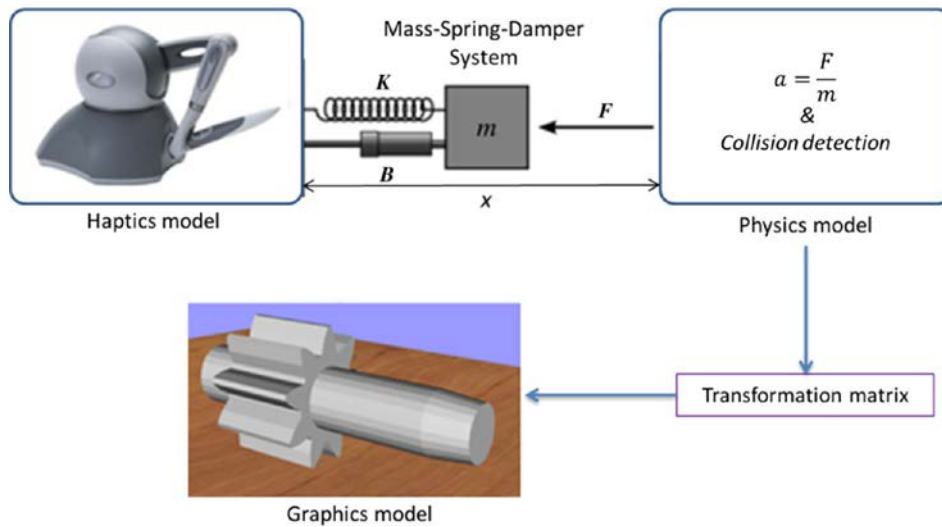 Mass-Spring-Damper
System
K
m
F
B
x
a = F/m
&
Collision detection
Haptics model
Physics model
Transformation matrix
Graphics model